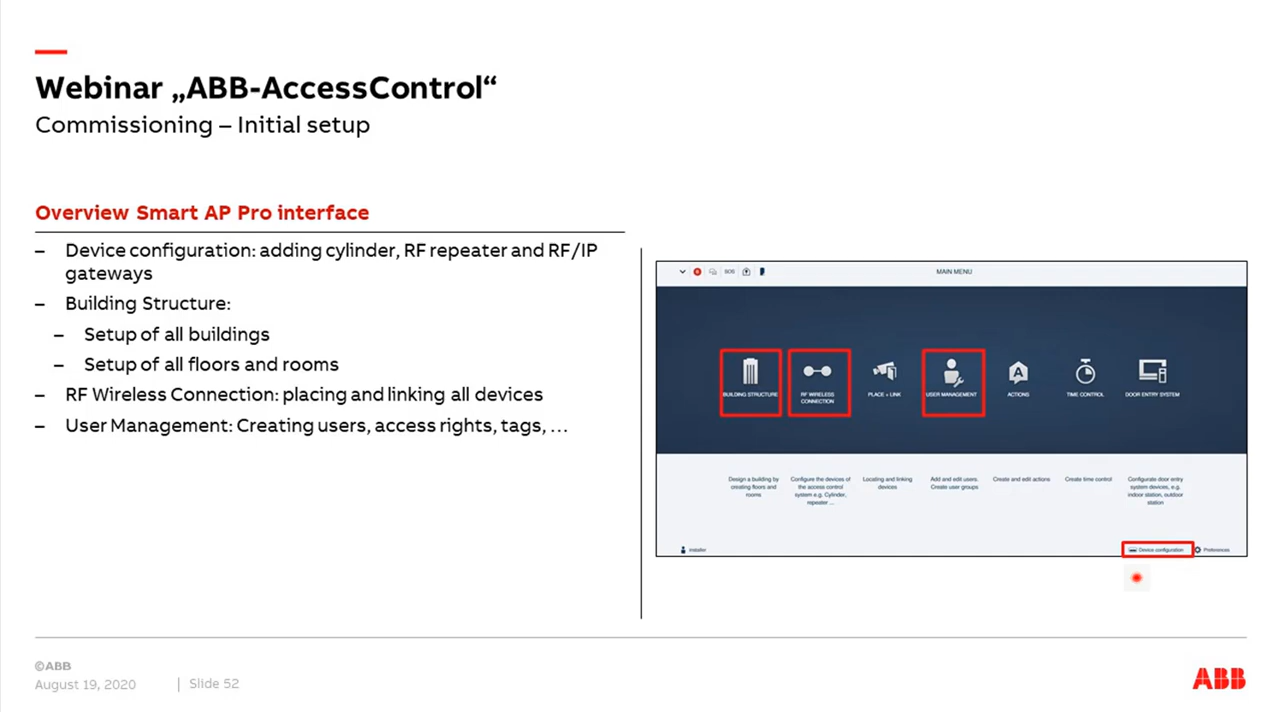 Webinar „ABB-AccessControl“
Commissioning – Initial setup
Overview Smart AP Pro interface
– Device configuration: adding cylinder, RF repeater and RF/IP
gateways
– Building Structure:
– Setup of all buildings
– Setup of all floors and rooms
– RF Wireless Connection: placing and linking all devices
– User Management: Creating users, access rights, tags, …
SOS
MAIN MENU
BUILDING STRUCTURE
RF WIRELESS
CONNECTION
PLACE + LINK
USER MANAGEMENT
ACTIONS
TIME CONTROL
DOOR ENTRY SYSTEM
Design a building by
creating floors and
rooms
Configure the devices of
the access control
system e.g. Cylinder,
repeater ...
Locating and linking
devices
Add and edit users.
Create user groups
Create and edit actions
Create time control
Configurate door entry
system devices, e.g.
indoor station, outdoor
station
installer
Device configuration
Preferences
©ABB
August 19, 2020 | Slide 52
ABB